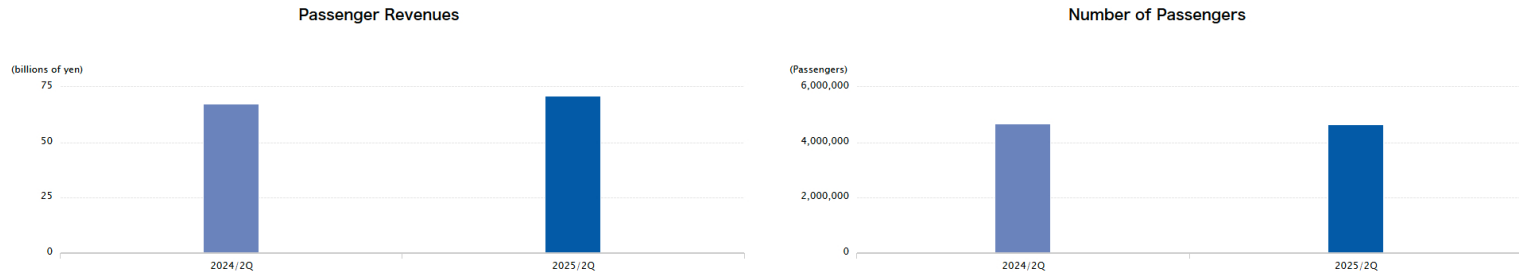 Passenger Revenues
(billions of yen)
75
50
25
0
2024/2Q
2025/2Q
Number of Passengers
(Passengers)
6,000,000
4,000,000
2,000,000
0
2024/2Q
2025/2Q